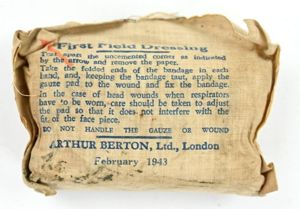 First Field Dressing
Tear apart the uncemented corner as indicated
by the arrow and remove the paper.
Take the folded ends of the bandage in each
hand, and, keeping the bandage taut, apply the
gauze pad to the wound and fix the bandage.
In the case of head wounds when respirators
have to be worn, care should be taken to adjust
the pad so that it does not interfere with the
fit of the face piece.
DO NOT HANDLE THE GAUZE OR WOUND
ARTHUR BERTON, Ltd., London
February 1943